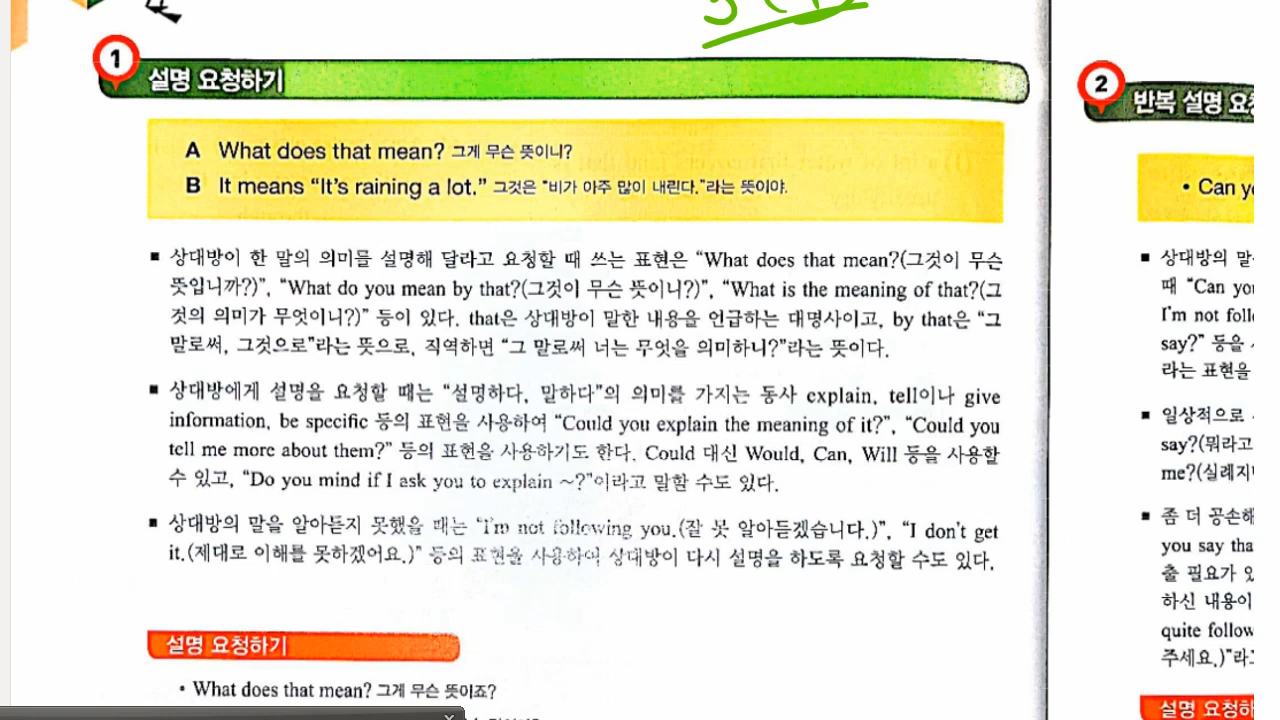 1
설명 요청하기
A What does that mean? 그게 무슨 뜻이니?
B It means “It’s raining a lot.” 그것은 “비가 아주 많이 내린다.”라는 뜻이야.
■ 상대방이 한 말의 의미를 설명해 달라고 요청할 때 쓰는 표현은 “What does that mean?(그것이 무슨
뜻입니까?)”, “What do you mean by that?(그것이 무슨 뜻이니?)”, “What is the meaning of that?(그
것의 의미가 무엇이니?)” 등이 있다. that은 상대방이 말한 내용을 언급하는 대명사이고, by that은 “그
말로써, 그것으로”라는 뜻으로, 직역하면 “그 말로써 너는 무엇을 의미하니?”라는 뜻이다.
■ 상대방에게 설명을 요청할 때는 “설명하다, 말하다”의 의미를 가지는 동사 explain, tell이나 give
information, be specific 등의 표현을 사용하여 “Could you explain the meaning of it?”, “Could you
tell me more about them?” 등의 표현을 사용하기도 한다. Could 대신 Would, Can, Will 등을 사용할
수 있고, “Do you mind if I ask you to explain ~?”이라고 말할 수도 있다.
■ 상대방의 말을 알아듣지 못했을 때는 “I’m not following you.(잘 못 알아듣겠습니다.)”, “I don’t get
it.(제대로 이해를 못하겠어요.)” 등의 표현을 사용하여 상대방이 다시 설명을 하도록 요청할 수도 있다.
설명 요청하기
• What does that mean? 그게 무슨 뜻이죠?
2
반복 설명
• Can
■ 상대방의 말
때 “Can
I’m not
say?” 등을
라는 표현을
■ 일상적으로
say?(뭐라고
me?(실례지만
■ 좀 더 공손해
you say
출 필요가
하신 내용이
quite
주세요.)”
설명